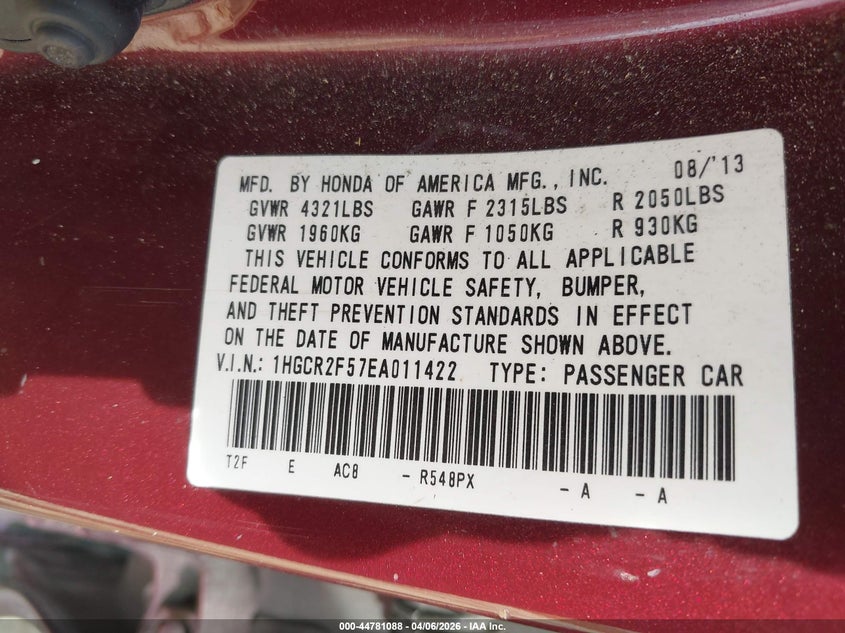 MFD. BY HONDA OF AMERICA MFG., INC. 08/'13
GVWR 4321LBS GAWR F 2315LBS R 2050LBS
GVWR 1960KG GAWR F 1050KG R 930KG
THIS VEHICLE CONFORMS TO ALL APPLICABLE
FEDERAL MOTOR VEHICLE SAFETY, BUMPER,
AND THEFT PREVENTION STANDARDS IN EFFECT
ON THE DATE OF MANUFACTURE SHOWN ABOVE.
V.I.N.: 1HGCR2F57EA011422 TYPE: PASSENGER CAR
T2F E AC8 - R548PX - A - A
000-44781088 - 04/06/2026 - IAA Inc.